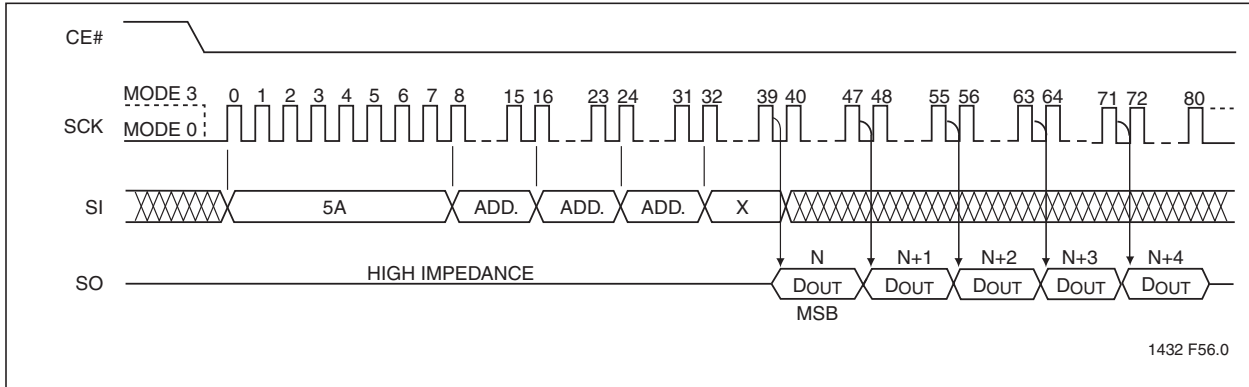 CE#
MODE 3
0 1 2 3 4 5 6 7 8 15 16 23 24 31 32 39 40 47 48 55 56 63 64 71 72 80
SCK
MODE 0
SI
5A ADD. ADD. ADD. X
N N+1 N+2 N+3 N+4
HIGH IMPEDANCE
SO
DOUT DOUT DOUT DOUT DOUT
MSB
1432 F56.0